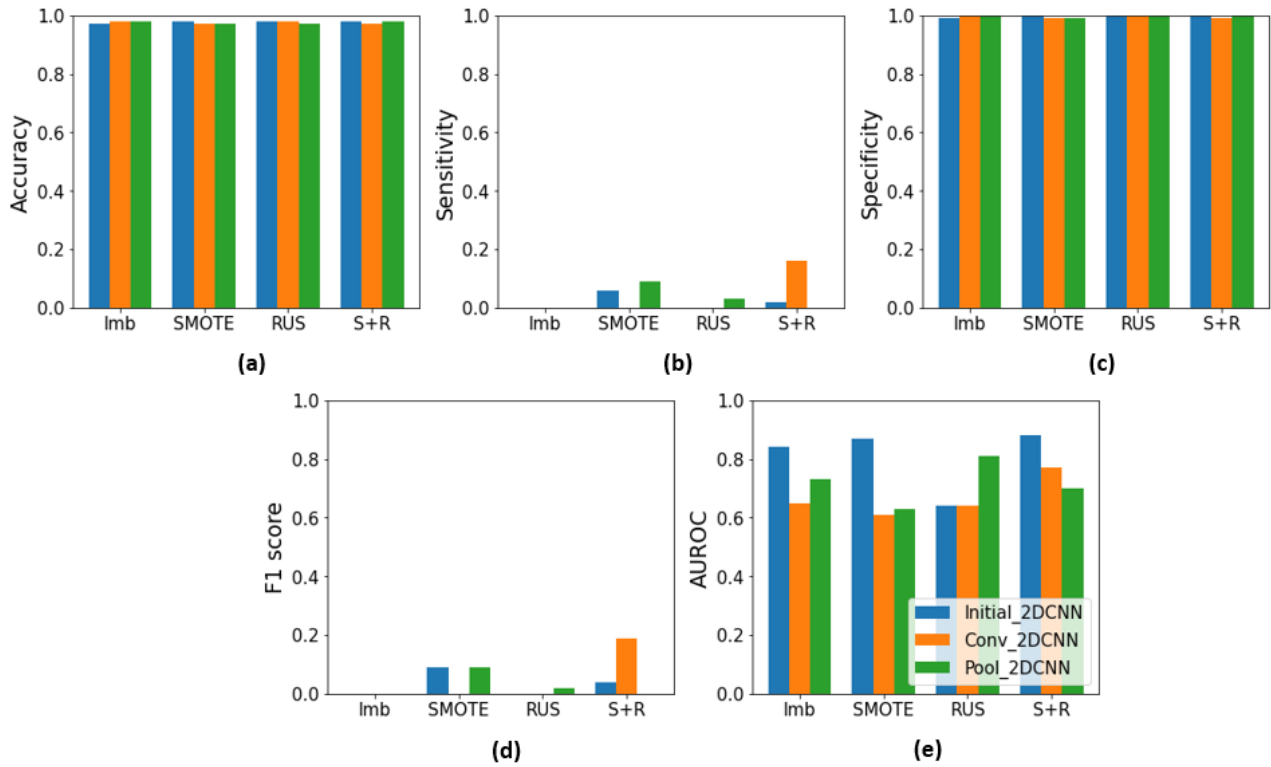 1.0
0.8
0.6
0.4
0.2
0.0
Accuracy
Imb SMOTE RUS S+R
(a)
1.0
0.8
0.6
0.4
0.2
0.0
Sensitivity
Imb SMOTE RUS S+R
(b)
1.0
0.8
0.6
0.4
0.2
0.0
Specificity
Imb SMOTE RUS S+R
(c)
1.0
0.8
0.6
0.4
0.2
0.0
F1 score
Imb SMOTE RUS S+R
(d)
1.0
0.8
0.6
0.4
0.2
0.0
AUROC
Initial_2DCNN
Conv_2DCNN
Pool_2DCNN
Imb SMOTE RUS S+R
(e)